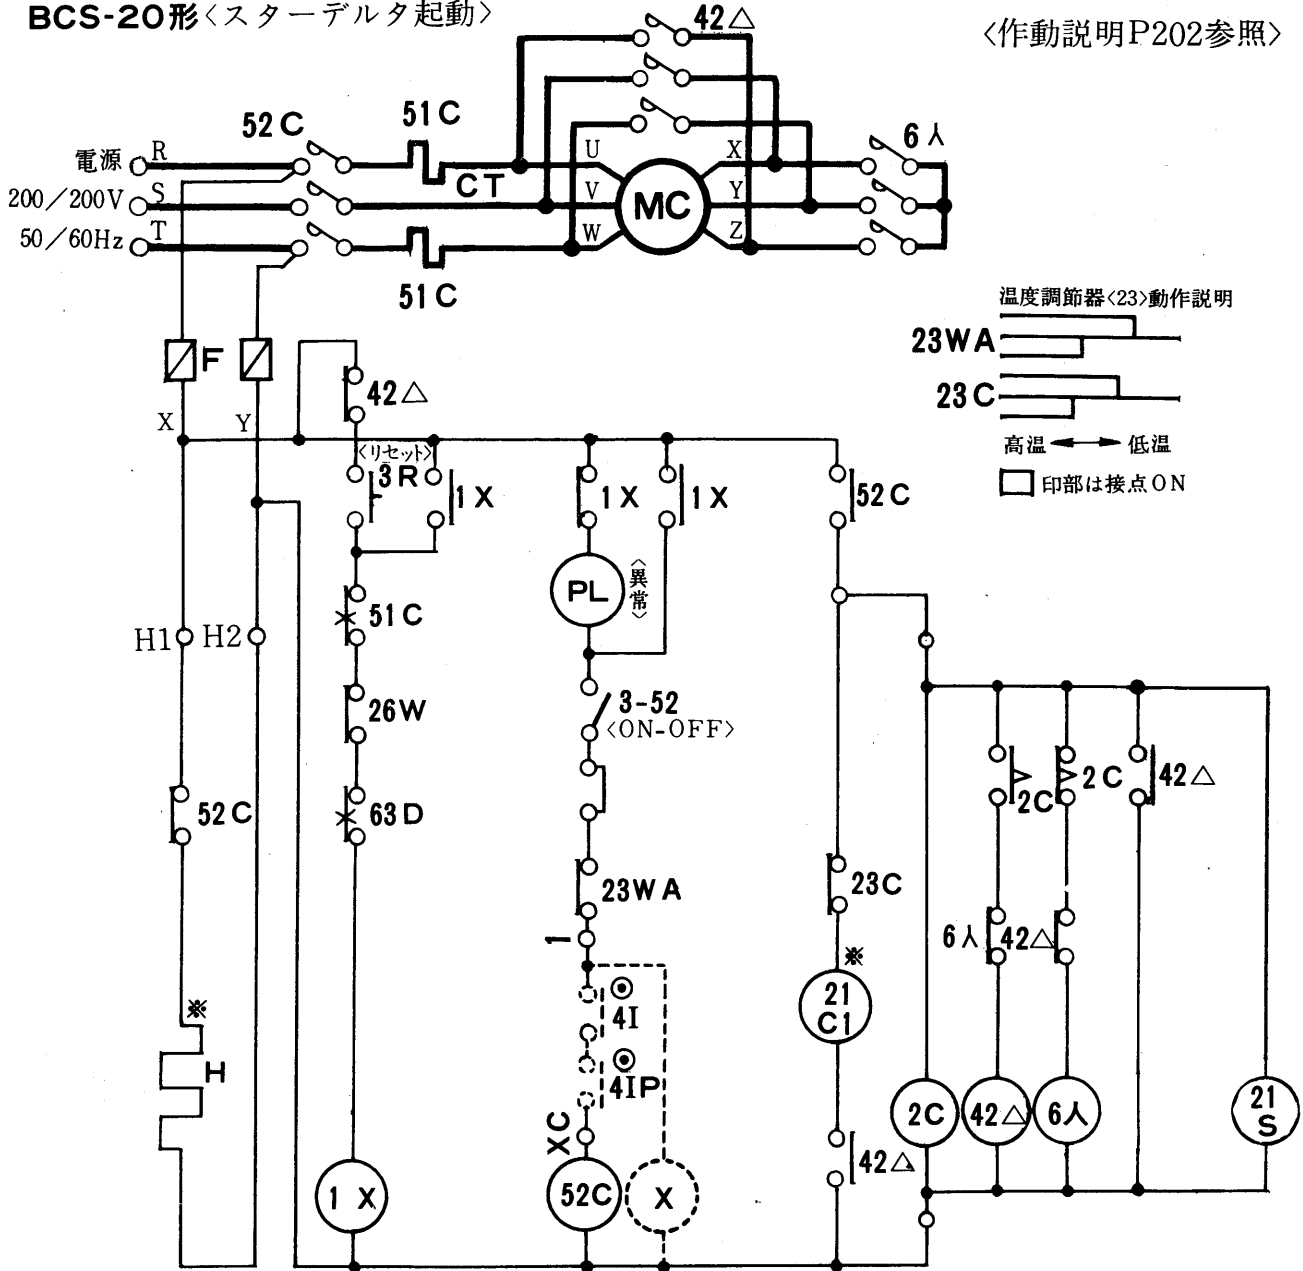 BCS-20形〈スターデルタ起動〉
〈作動説明P202参照〉
42△
51C
52C
6人
電源 R
U
X
CT
200/200V S
V
MC
Y
50/60Hz T
W
Z
51C
温度調節器〈23〉動作説明
23WA
23C
高温 ←→ 低温
印部は接点ON
F
42△
X
Y
〈リセット〉
3R
1X
1X
1X
52C
PL
〈異常〉
51C
H1
H2
26W
3-52
〈ON-OFF〉
52C
63D
2C
2C
42△
23WA
23C
1
6人
42△
※
※
21
C1
4I
H
4IP
2C
42△
6人
21
S
XC
42△
1X
52C
X